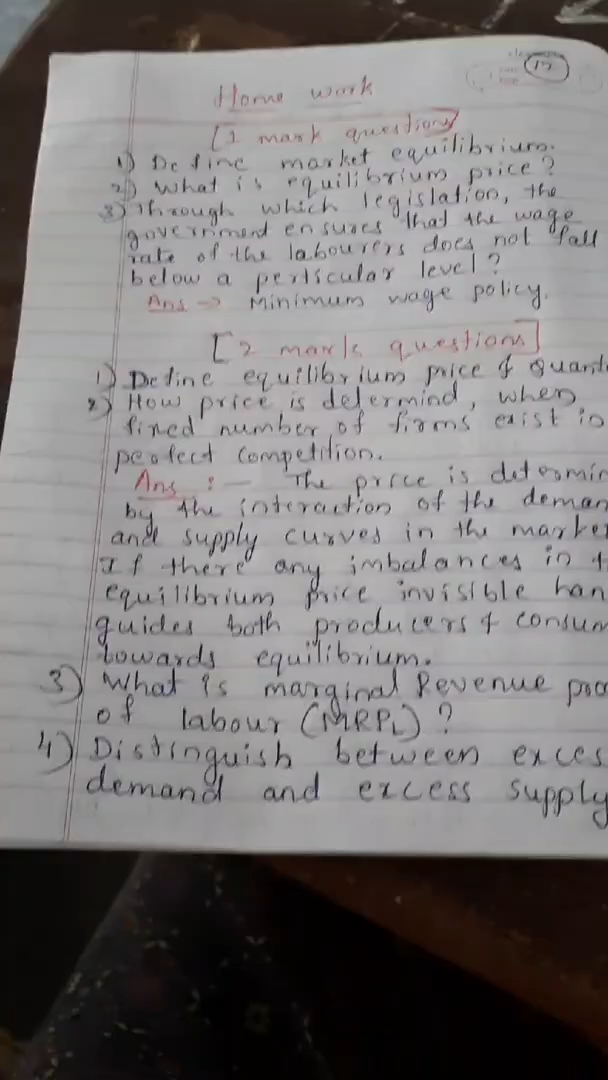 12
Home work
[1 mark question]
1) Define market equilibrium.
2) What is equilibrium price?
3) Through which legislation, the
government ensures that the wage
rate of the labourers does not fall
below a perticular level?
Ans → Minimum wage policy.
[2 marks questions]
1) Define equilibrium price & quanti
2) How price is determind, when
fixed number of firms exist in
perfect competition.
Ans :- The price is determin
by the interaction of the deman
and supply curves in the marke
If there any imbalances in t
equilibrium price invisible han
guides both producers & consum
towards equilibrium.
3) What is marginal Revenue pro
of labour (MRPL) ?
4) Distinguish between exces
demand and excess supply